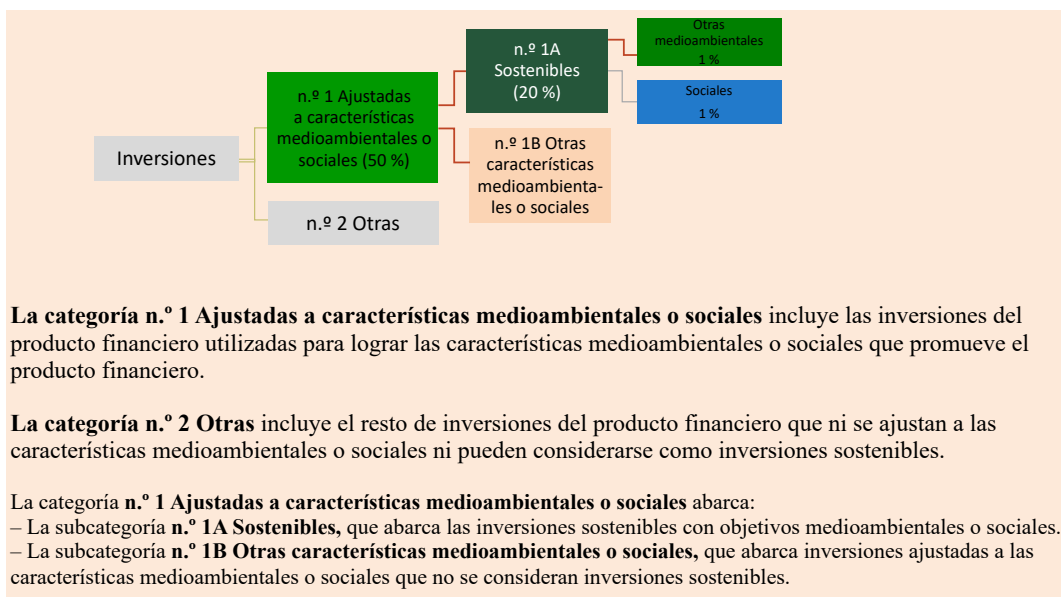 Inversiones
n.º 1 Ajustadas
a características
medioambientales o
sociales (50 %)
n.º 2 Otras
n.º 1A
Sostenibles
(20 %)
n.º 1B Otras
características
medioambienta-
les o sociales
Otras
medioambientales
1 %
Sociales
1 %
La categoría n.º 1 Ajustadas a características medioambientales o sociales incluye las inversiones del
producto financiero utilizadas para lograr las características medioambientales o sociales que promueve el
producto financiero.
La categoría n.º 2 Otras incluye el resto de inversiones del producto financiero que ni se ajustan a las
características medioambientales o sociales ni pueden considerarse como inversiones sostenibles.
La categoría n.º 1 Ajustadas a características medioambientales o sociales abarca:
– La subcategoría n.º 1A Sostenibles, que abarca las inversiones sostenibles con objetivos medioambientales o sociales.
– La subcategoría n.º 1B Otras características medioambientales o sociales, que abarca inversiones ajustadas a las
características medioambientales o sociales que no se consideran inversiones sostenibles.